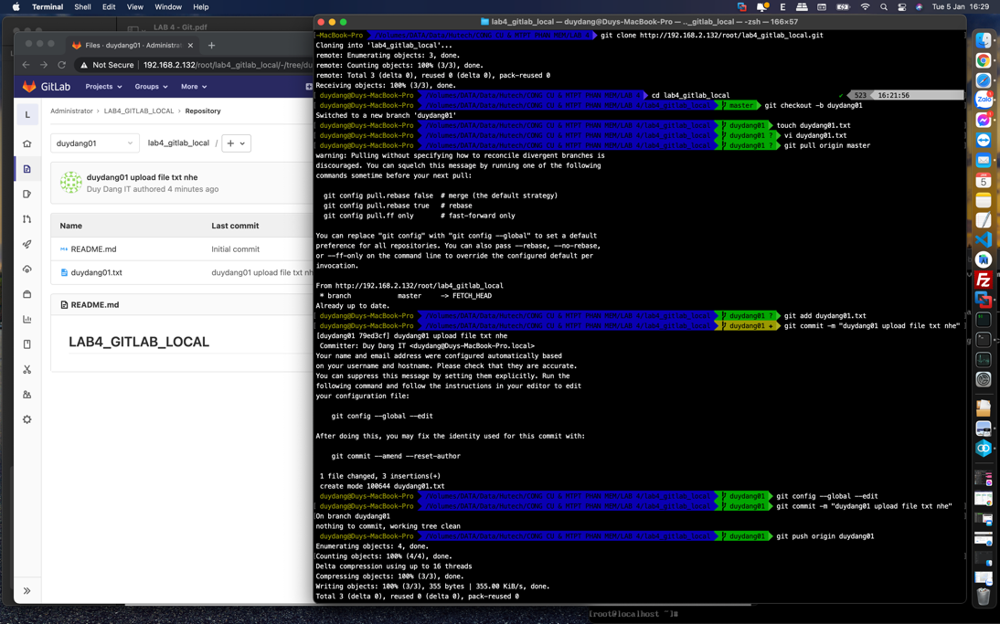 Terminal Shell Edit View Window Help
Tue 5 Jan 16:29
LAB 4 - Git.pdf
Files · duydang01 · Administrator
Not Secure 192.168.2.132/root/lab4_gitlab_local/-/tree/du
GitLab Projects Groups More
L
Administrator › LAB4_GITLAB_LOCAL › Repository
duydang01 lab4_gitlab_local / +
duydang01 upload file txt nhe
Duy Dang IT authored 4 minutes ago
Name Last commit
README.md Initial commit
duydang01.txt duydang01 upload file txt nh
README.md
LAB4_GITLAB_LOCAL
lab4_gitlab_local — duydang@Duys-MacBook-Pro — .._gitlab_local — -zsh — 166×57
-MacBook-Pro /Volumes/DATA/Data/Hutech/CONG CU & MTPT PHAN MEM/LAB 4 git clone http://192.168.2.132/root/lab4_gitlab_local.git
Cloning into 'lab4_gitlab_local'...
remote: Enumerating objects: 3, done.
remote: Counting objects: 100% (3/3), done.
remote: Total 3 (delta 0), reused 0 (delta 0), pack-reused 0
Receiving objects: 100% (3/3), done.
duydang@Duys-MacBook-Pro /Volumes/DATA/Data/Hutech/CONG CU & MTPT PHAN MEM/LAB 4 cd lab4_gitlab_local ✓ 523 16:21:56
duydang@Duys-MacBook-Pro /Volumes/DATA/Data/Hutech/CONG CU & MTPT PHAN MEM/LAB 4/lab4_gitlab_local master git checkout -b duydang01
Switched to a new branch 'duydang01'
duydang@Duys-MacBook-Pro /Volumes/DATA/Data/Hutech/CONG CU & MTPT PHAN MEM/LAB 4/lab4_gitlab_local duydang01 touch duydang01.txt
duydang@Duys-MacBook-Pro /Volumes/DATA/Data/Hutech/CONG CU & MTPT PHAN MEM/LAB 4/lab4_gitlab_local duydang01 ? vi duydang01.txt
duydang@Duys-MacBook-Pro /Volumes/DATA/Data/Hutech/CONG CU & MTPT PHAN MEM/LAB 4/lab4_gitlab_local duydang01 ? git pull origin master
warning: Pulling without specifying how to reconcile divergent branches is
discouraged. You can squelch this message by running one of the following
commands sometime before your next pull:
git config pull.rebase false # merge (the default strategy)
git config pull.rebase true # rebase
git config pull.ff only # fast-forward only
You can replace "git config" with "git config --global" to set a default
preference for all repositories. You can also pass --rebase, --no-rebase,
or --ff-only on the command line to override the configured default per
invocation.
From http://192.168.2.132/root/lab4_gitlab_local
* branch master -> FETCH_HEAD
Already up to date.
duydang@Duys-MacBook-Pro /Volumes/DATA/Data/Hutech/CONG CU & MTPT PHAN MEM/LAB 4/lab4_gitlab_local duydang01 ? git add duydang01.txt
duydang@Duys-MacBook-Pro /Volumes/DATA/Data/Hutech/CONG CU & MTPT PHAN MEM/LAB 4/lab4_gitlab_local duydang01 + git commit -m "duydang01 upload file txt nhe"
[duydang01 79ed3cf] duydang01 upload file txt nhe
Committer: Duy Dang IT <duydang@Duys-MacBook-Pro.local>
Your name and email address were configured automatically based
on your username and hostname. Please check that they are accurate.
You can suppress this message by setting them explicitly. Run the
following command and follow the instructions in your editor to edit
your configuration file:
git config --global --edit
After doing this, you may fix the identity used for this commit with:
git commit --amend --reset-author
1 file changed, 3 insertions(+)
create mode 100644 duydang01.txt
duydang@Duys-MacBook-Pro /Volumes/DATA/Data/Hutech/CONG CU & MTPT PHAN MEM/LAB 4/lab4_gitlab_local duydang01 git config --global --edit
duydang@Duys-MacBook-Pro /Volumes/DATA/Data/Hutech/CONG CU & MTPT PHAN MEM/LAB 4/lab4_gitlab_local duydang01 git commit -m "duydang01 upload file txt nhe"
On branch duydang01
nothing to commit, working tree clean
duydang@Duys-MacBook-Pro /Volumes/DATA/Data/Hutech/CONG CU & MTPT PHAN MEM/LAB 4/lab4_gitlab_local duydang01 git push origin duydang01
Enumerating objects: 4, done.
Counting objects: 100% (4/4), done.
Delta compression using up to 16 threads
Compressing objects: 100% (3/3), done.
Writing objects: 100% (3/3), 355 bytes | 355.00 KiB/s, done.
Total 3 (delta 0), reused 0 (delta 0), pack-reused 0
[root@localhost ~]#
Zalo
JAN
5